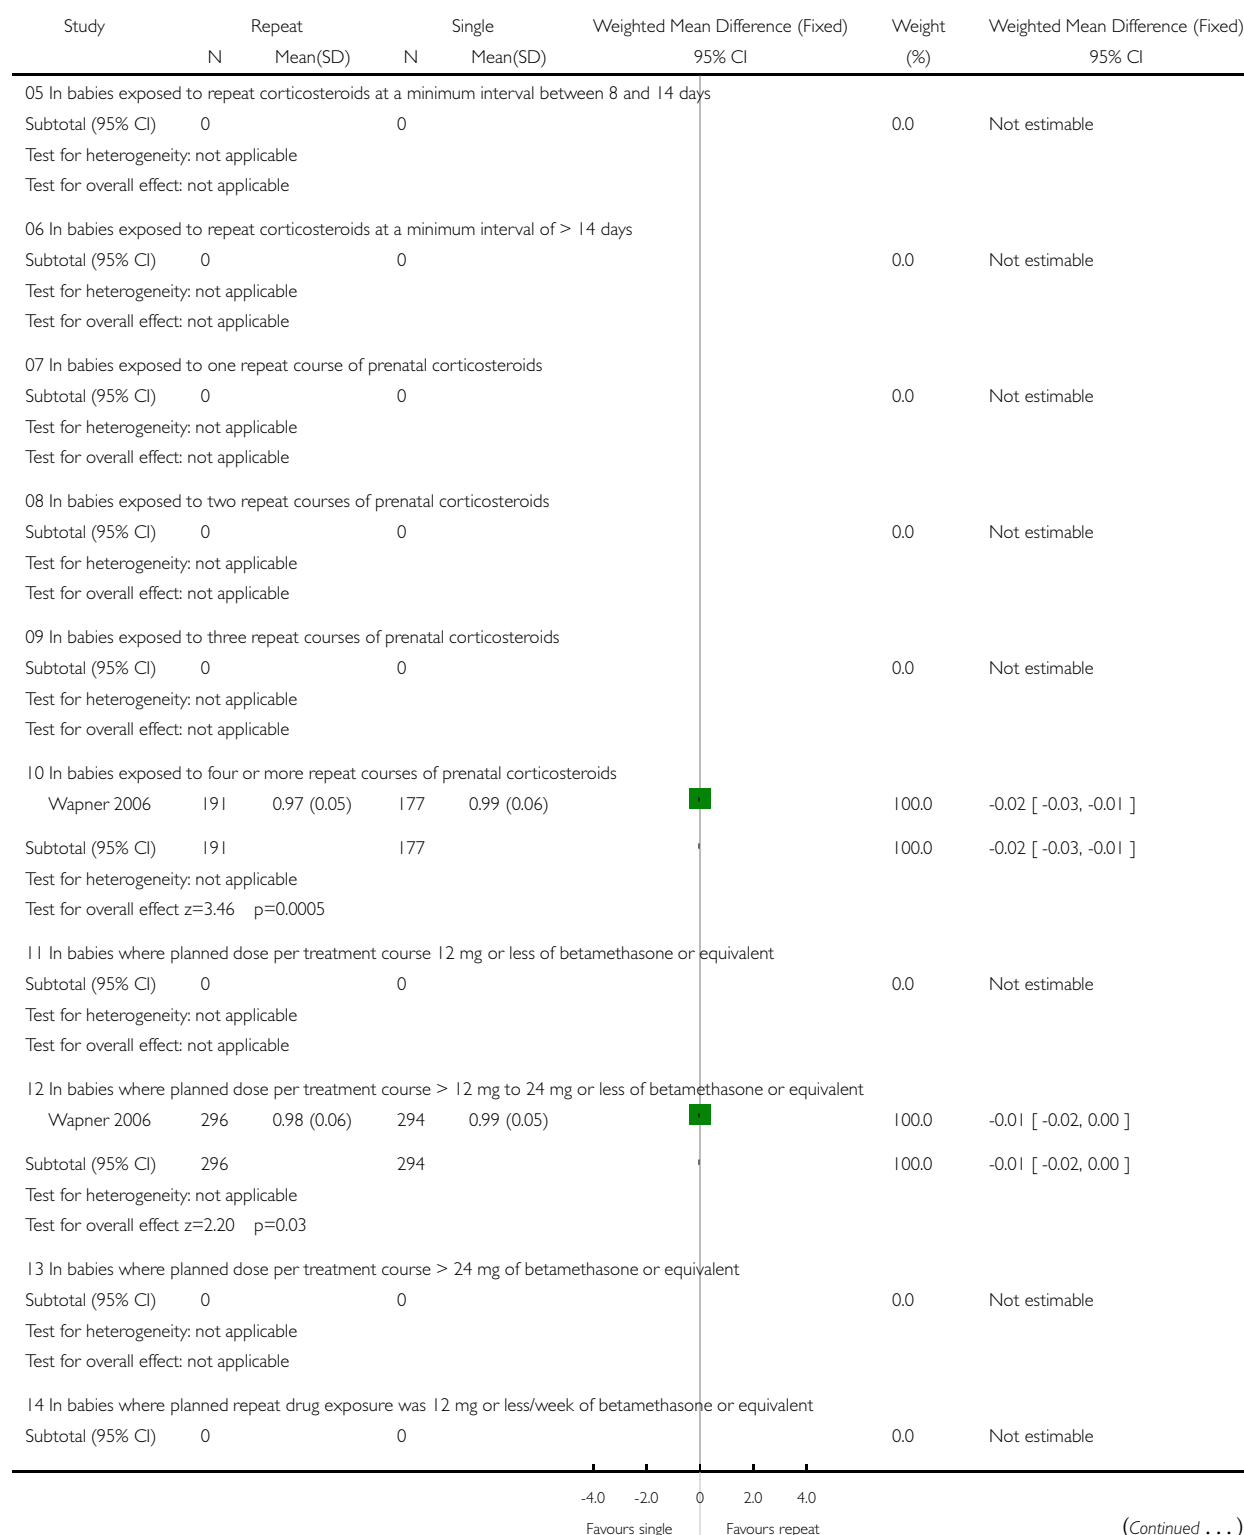 Study Repeat Single Weighted Mean Difference (Fixed) Weight Weighted Mean Difference (Fixed)
N Mean(SD) N Mean(SD) 95% CI (%) 95% CI
05 In babies exposed to repeat corticosteroids at a minimum interval between 8 and 14 days
Subtotal (95% CI) 0 0 0.0 Not estimable
Test for heterogeneity: not applicable
Test for overall effect: not applicable
06 In babies exposed to repeat corticosteroids at a minimum interval of > 14 days
Subtotal (95% CI) 0 0 0.0 Not estimable
Test for heterogeneity: not applicable
Test for overall effect: not applicable
07 In babies exposed to one repeat course of prenatal corticosteroids
Subtotal (95% CI) 0 0 0.0 Not estimable
Test for heterogeneity: not applicable
Test for overall effect: not applicable
08 In babies exposed to two repeat courses of prenatal corticosteroids
Subtotal (95% CI) 0 0 0.0 Not estimable
Test for heterogeneity: not applicable
Test for overall effect: not applicable
09 In babies exposed to three repeat courses of prenatal corticosteroids
Subtotal (95% CI) 0 0 0.0 Not estimable
Test for heterogeneity: not applicable
Test for overall effect: not applicable
10 In babies exposed to four or more repeat courses of prenatal corticosteroids
Wapner 2006 191 0.97 (0.05) 177 0.99 (0.06) 100.0 -0.02 [ -0.03, -0.01 ]
Subtotal (95% CI) 191 177 100.0 -0.02 [ -0.03, -0.01 ]
Test for heterogeneity: not applicable
Test for overall effect z=3.46 p=0.0005
11 In babies where planned dose per treatment course 12 mg or less of betamethasone or equivalent
Subtotal (95% CI) 0 0 0.0 Not estimable
Test for heterogeneity: not applicable
Test for overall effect: not applicable
12 In babies where planned dose per treatment course > 12 mg to 24 mg or less of betamethasone or equivalent
Wapner 2006 296 0.98 (0.06) 294 0.99 (0.05) 100.0 -0.01 [ -0.02, 0.00 ]
Subtotal (95% CI) 296 294 100.0 -0.01 [ -0.02, 0.00 ]
Test for heterogeneity: not applicable
Test for overall effect z=2.20 p=0.03
13 In babies where planned dose per treatment course > 24 mg of betamethasone or equivalent
Subtotal (95% CI) 0 0 0.0 Not estimable
Test for heterogeneity: not applicable
Test for overall effect: not applicable
14 In babies where planned repeat drug exposure was 12 mg or less/week of betamethasone or equivalent
Subtotal (95% CI) 0 0 0.0 Not estimable
-4.0 -2.0 0 2.0 4.0
Favours single Favours repeat (Continued . . . )